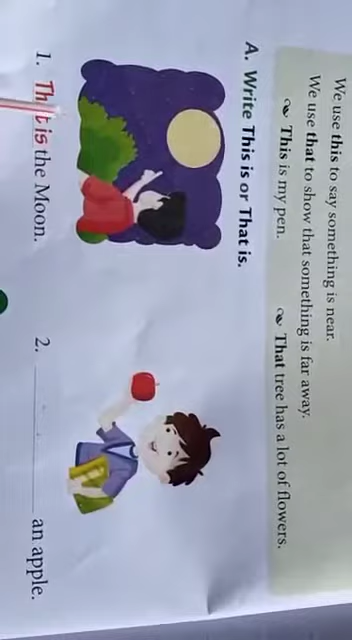 We use this to say something is near.
We use that to show that something is far away.
This is my pen. That tree has a lot of flowers.
A. Write This is or That is.
1. That is the Moon. 2. __________ an apple.